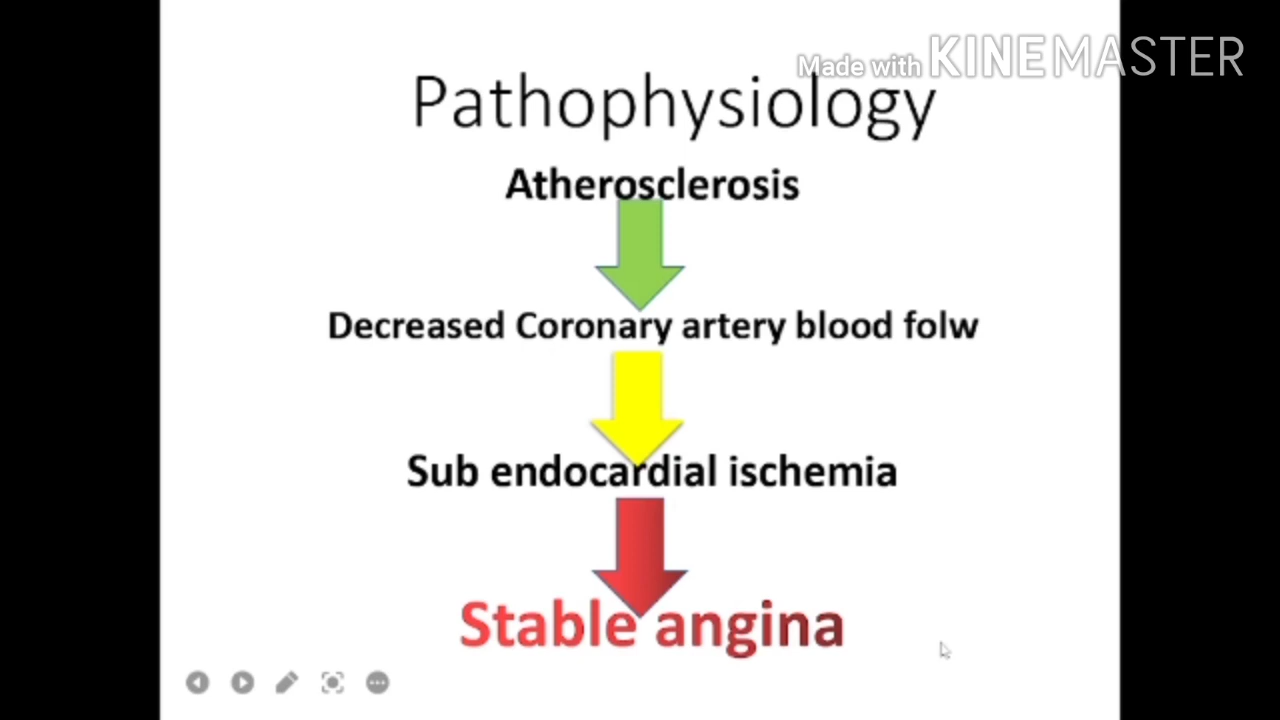 Made with KINEMASTER
Pathophysiology
Atherosclerosis
Decreased Coronary artery blood folw
Sub endocardial ischemia
Stable angina